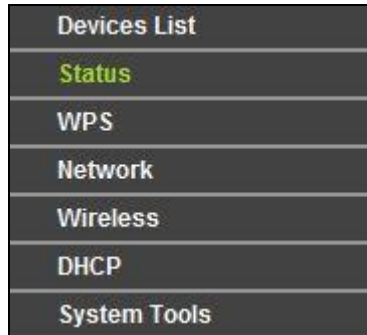 Devices List
Status
WPS
Network
Wireless
DHCP
System Tools